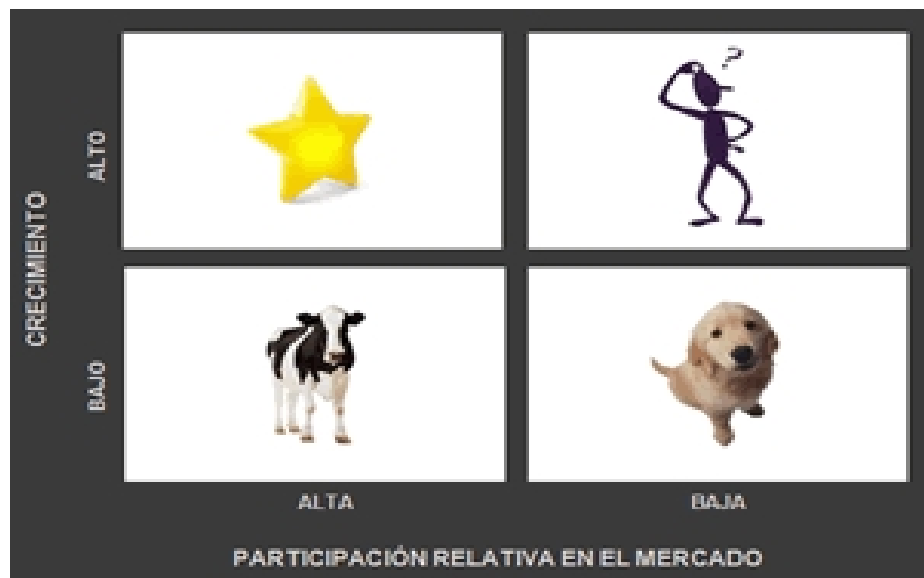 ?
ALTO
CRECIMIENTO
BAJO
ALTA
BAJA
PARTICIPACIÓN RELATIVA EN EL MERCADO